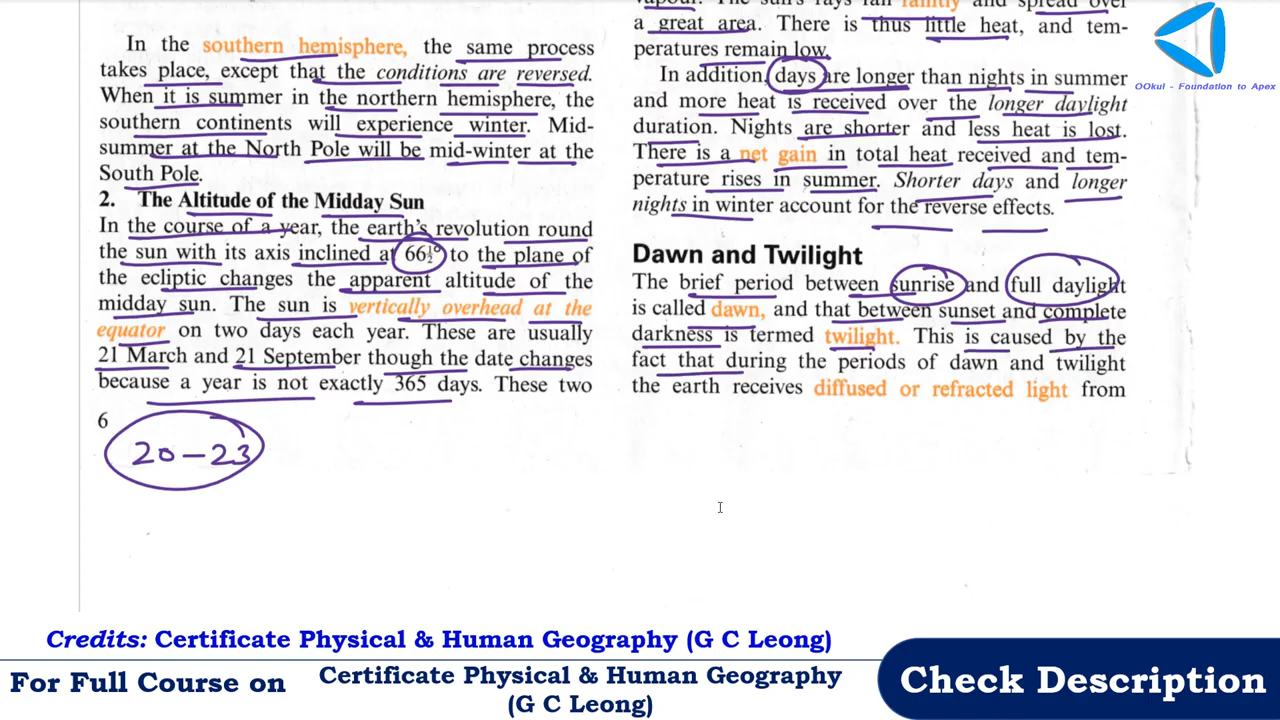 In the southern hemisphere, the same process
takes place, except that the conditions are reversed.
When it is summer in the northern hemisphere, the
southern continents will experience winter. Mid-
summer at the North Pole will be mid-winter at the
South Pole.
2. The Altitude of the Midday Sun
In the course of a year, the earth's revolution round
the sun with its axis inclined at 66½° to the plane of
the ecliptic changes the apparent altitude of the
midday sun. The sun is vertically overhead at the
equator on two days each year. These are usually
21 March and 21 September though the date changes
because a year is not exactly 365 days. These two
6
20-23
vapour. The sun's rays fall faintly and spread over
a great area. There is thus little heat, and tem-
peratures remain low.
In addition, days are longer than nights in summer
and more heat is received over the longer daylight
duration. Nights are shorter and less heat is lost.
There is a net gain in total heat received and tem-
perature rises in summer. Shorter days and longer
nights in winter account for the reverse effects.
Dawn and Twilight
The brief period between sunrise and full daylight
is called dawn, and that between sunset and complete
darkness is termed twilight. This is caused by the
fact that during the periods of dawn and twilight
the earth receives diffused or refracted light from
OOkul - Foundation to Apex
Credits: Certificate Physical & Human Geography (G C Leong)
For Full Course on
Certificate Physical & Human Geography
(G C Leong)
Check Description